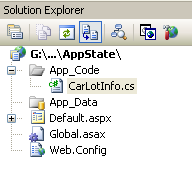 Solution Explorer
G:\...\AppState\
App_Code
CarLotInfo.cs
App_Data
Default.aspx
Global.asax
Web.Config